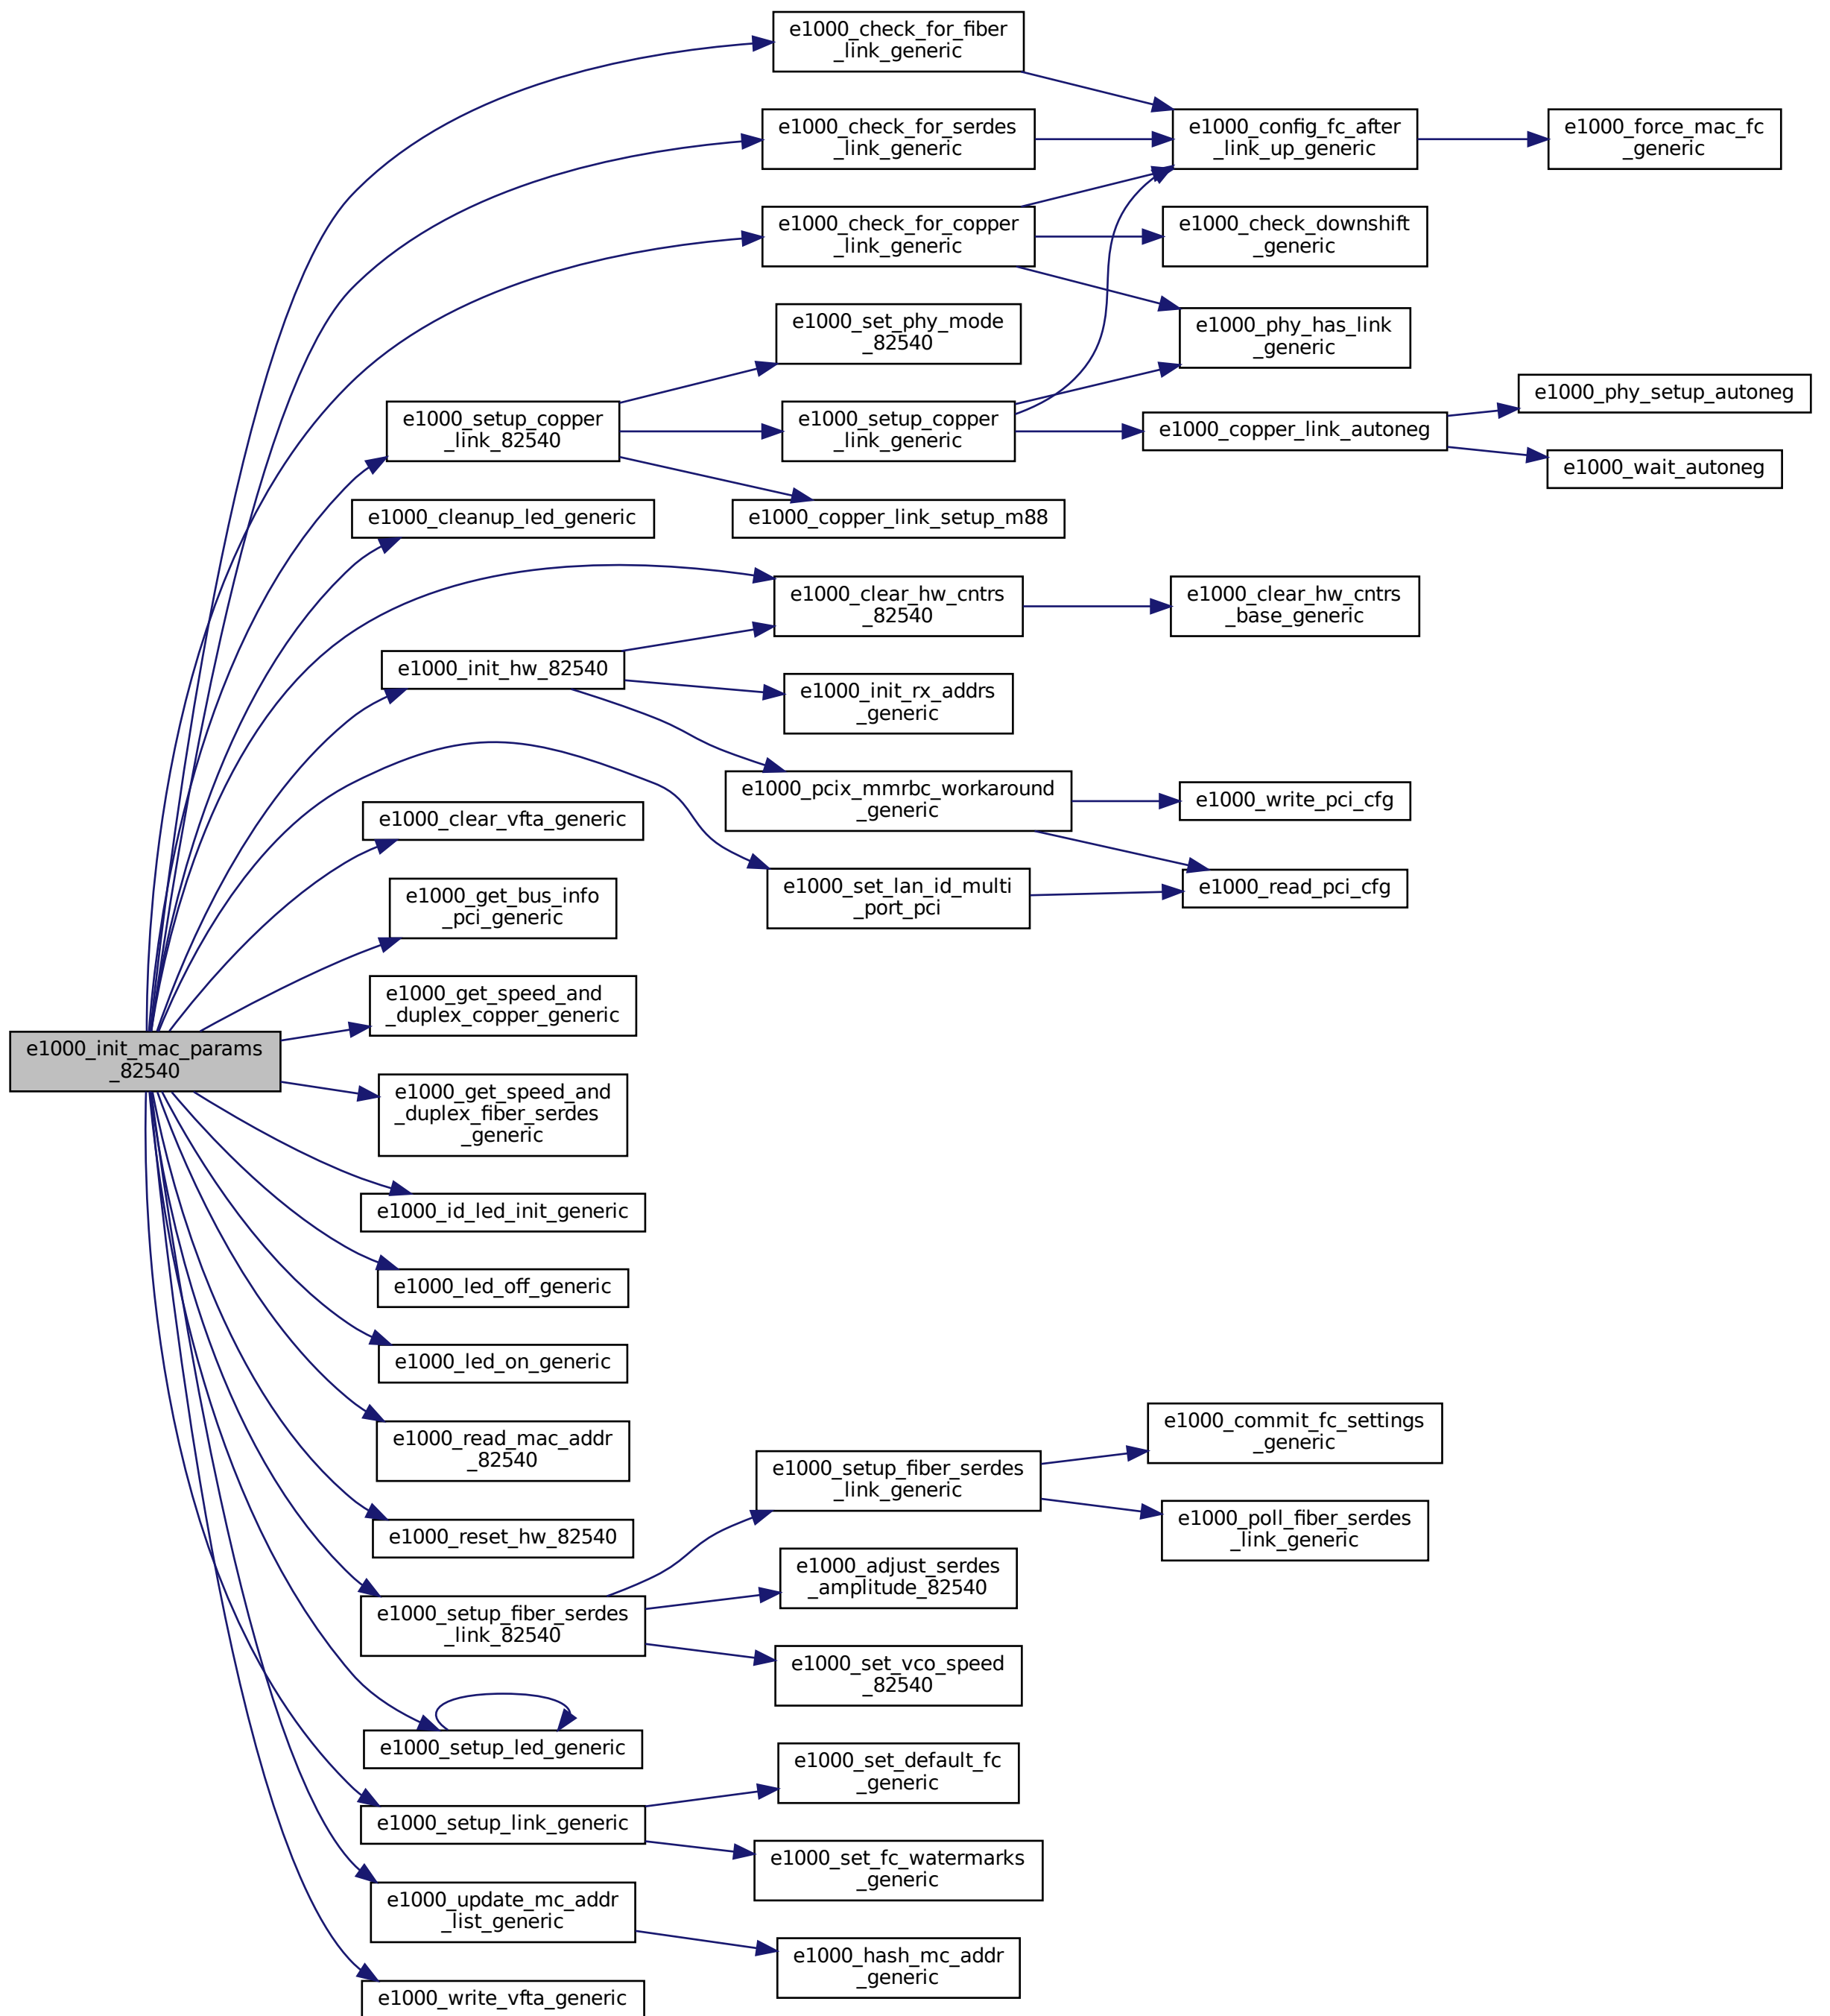 e1000_check_for_fiber
_link_generic
e1000_check_for_serdes
_link_generic
e1000_config_fc_after
_link_up_generic
e1000_force_mac_fc
_generic
e1000_check_for_copper
_link_generic
e1000_check_downshift
_generic
e1000_set_phy_mode
_82540
e1000_phy_has_link
_generic
e1000_phy_setup_autoneg
e1000_setup_copper
_link_82540
e1000_setup_copper
_link_generic
e1000_copper_link_autoneg
e1000_wait_autoneg
e1000_cleanup_led_generic
e1000_copper_link_setup_m88
e1000_clear_hw_cntrs
_82540
e1000_clear_hw_cntrs
_base_generic
e1000_init_hw_82540
e1000_init_rx_addrs
_generic
e1000_pcix_mmrbc_workaround
_generic
e1000_write_pci_cfg
e1000_clear_vfta_generic
e1000_set_lan_id_multi
_port_pci
e1000_read_pci_cfg
e1000_get_bus_info
_pci_generic
e1000_get_speed_and
_duplex_copper_generic
e1000_init_mac_params
_82540
e1000_get_speed_and
_duplex_fiber_serdes
_generic
e1000_id_led_init_generic
e1000_led_off_generic
e1000_led_on_generic
e1000_read_mac_addr
_82540
e1000_commit_fc_settings
_generic
e1000_setup_fiber_serdes
_link_generic
e1000_poll_fiber_serdes
_link_generic
e1000_reset_hw_82540
e1000_adjust_serdes
_amplitude_82540
e1000_setup_fiber_serdes
_link_82540
e1000_set_vco_speed
_82540
e1000_setup_led_generic
e1000_set_default_fc
_generic
e1000_setup_link_generic
e1000_set_fc_watermarks
_generic
e1000_update_mc_addr
_list_generic
e1000_hash_mc_addr
_generic
e1000_write_vfta_generic